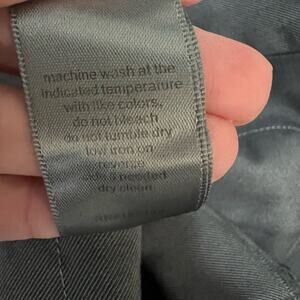 machine wash at the
indicated temperature
with like colors,
do not bleach
do not tumble dry
low iron on
reverse
needed
dry clean